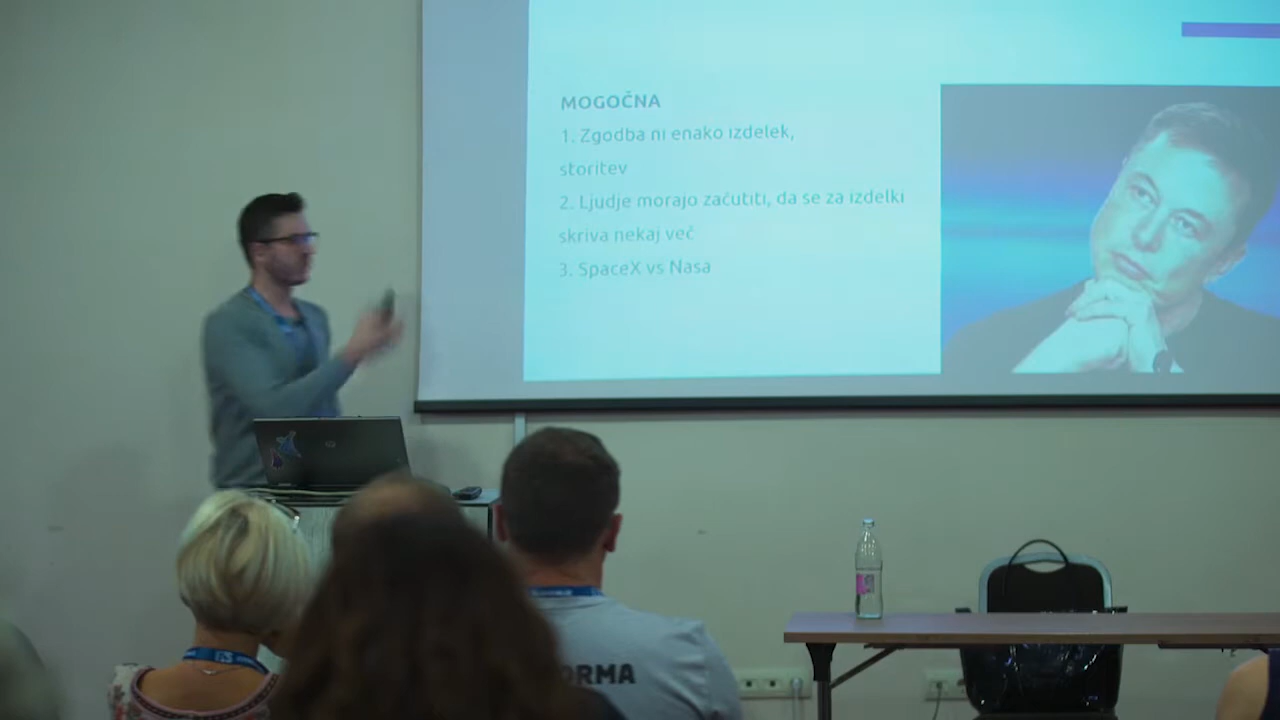 MOGOČNA
1. Zgodba ni enako izdelek,
storitev
2. Ljudje morajo začutiti, da se za izdelki
skriva nekaj več
3. SpaceX vs Nasa
ORMA